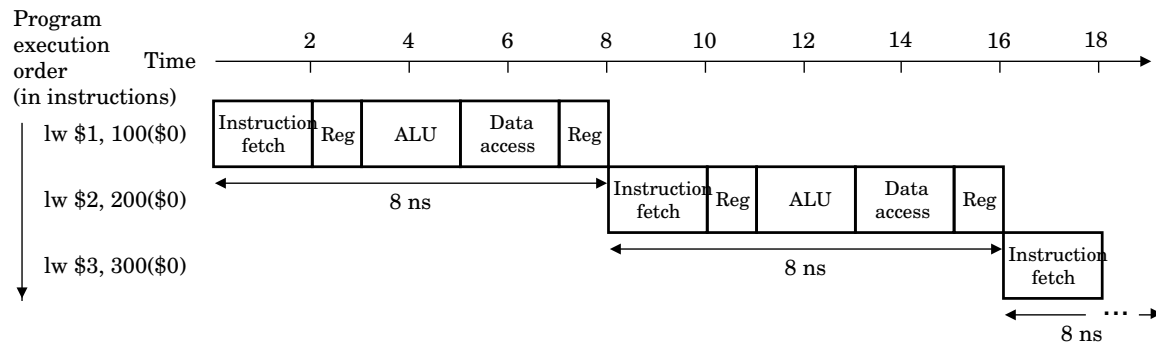 Program
execution
order
(in instructions)
Time
2 4 6 8 10 12 14 16 18
lw $1, 100($0)
Instruction
fetch
Reg
ALU
Data
access
Reg
8 ns
lw $2, 200($0)
Instruction
fetch
Reg
ALU
Data
access
Reg
8 ns
lw $3, 300($0)
Instruction
fetch
...
8 ns